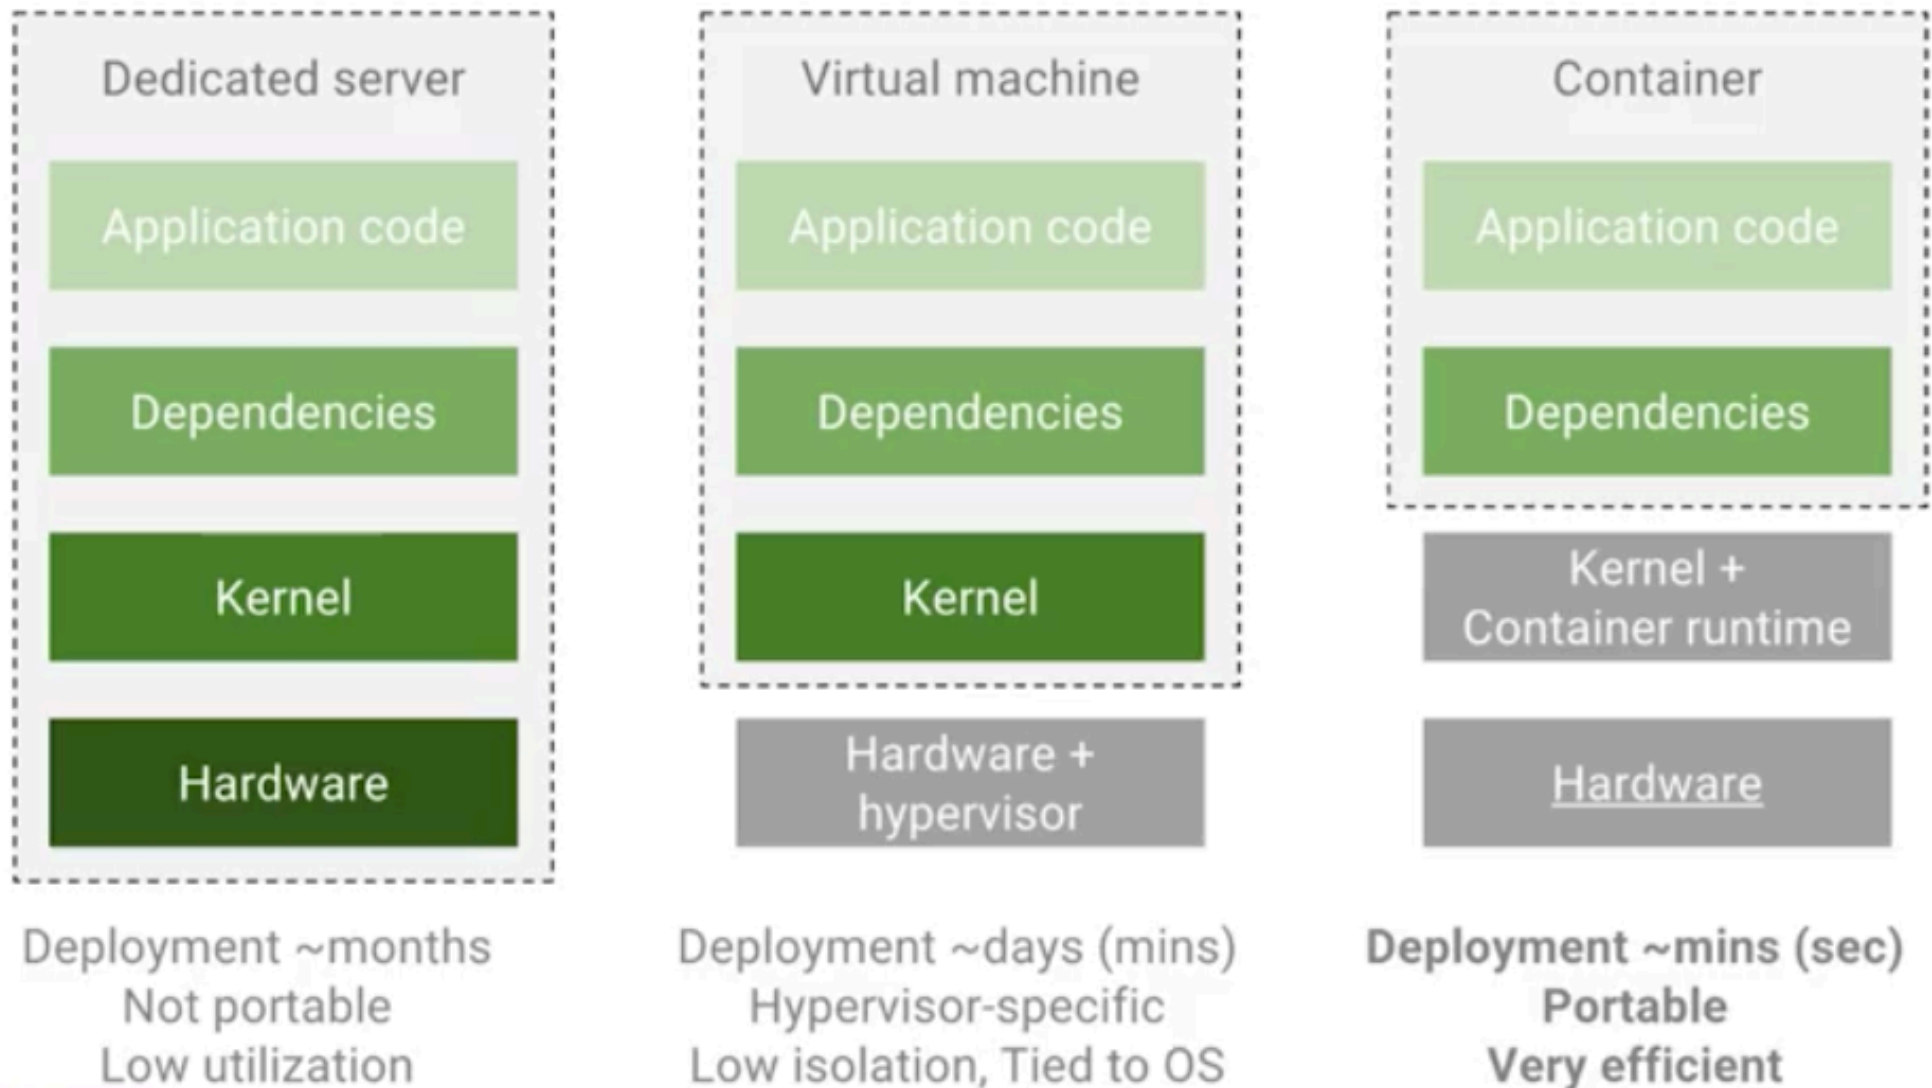 Dedicated server
Application code
Dependencies
Kernel
Hardware
Deployment ~months
Not portable
Low utilization
Virtual machine
Application code
Dependencies
Kernel
Hardware +
hypervisor
Deployment ~days (mins)
Hypervisor-specific
Low isolation, Tied to OS
Container
Application code
Dependencies
Kernel +
Container runtime
Hardware
Deployment ~mins (sec)
Portable
Very efficient